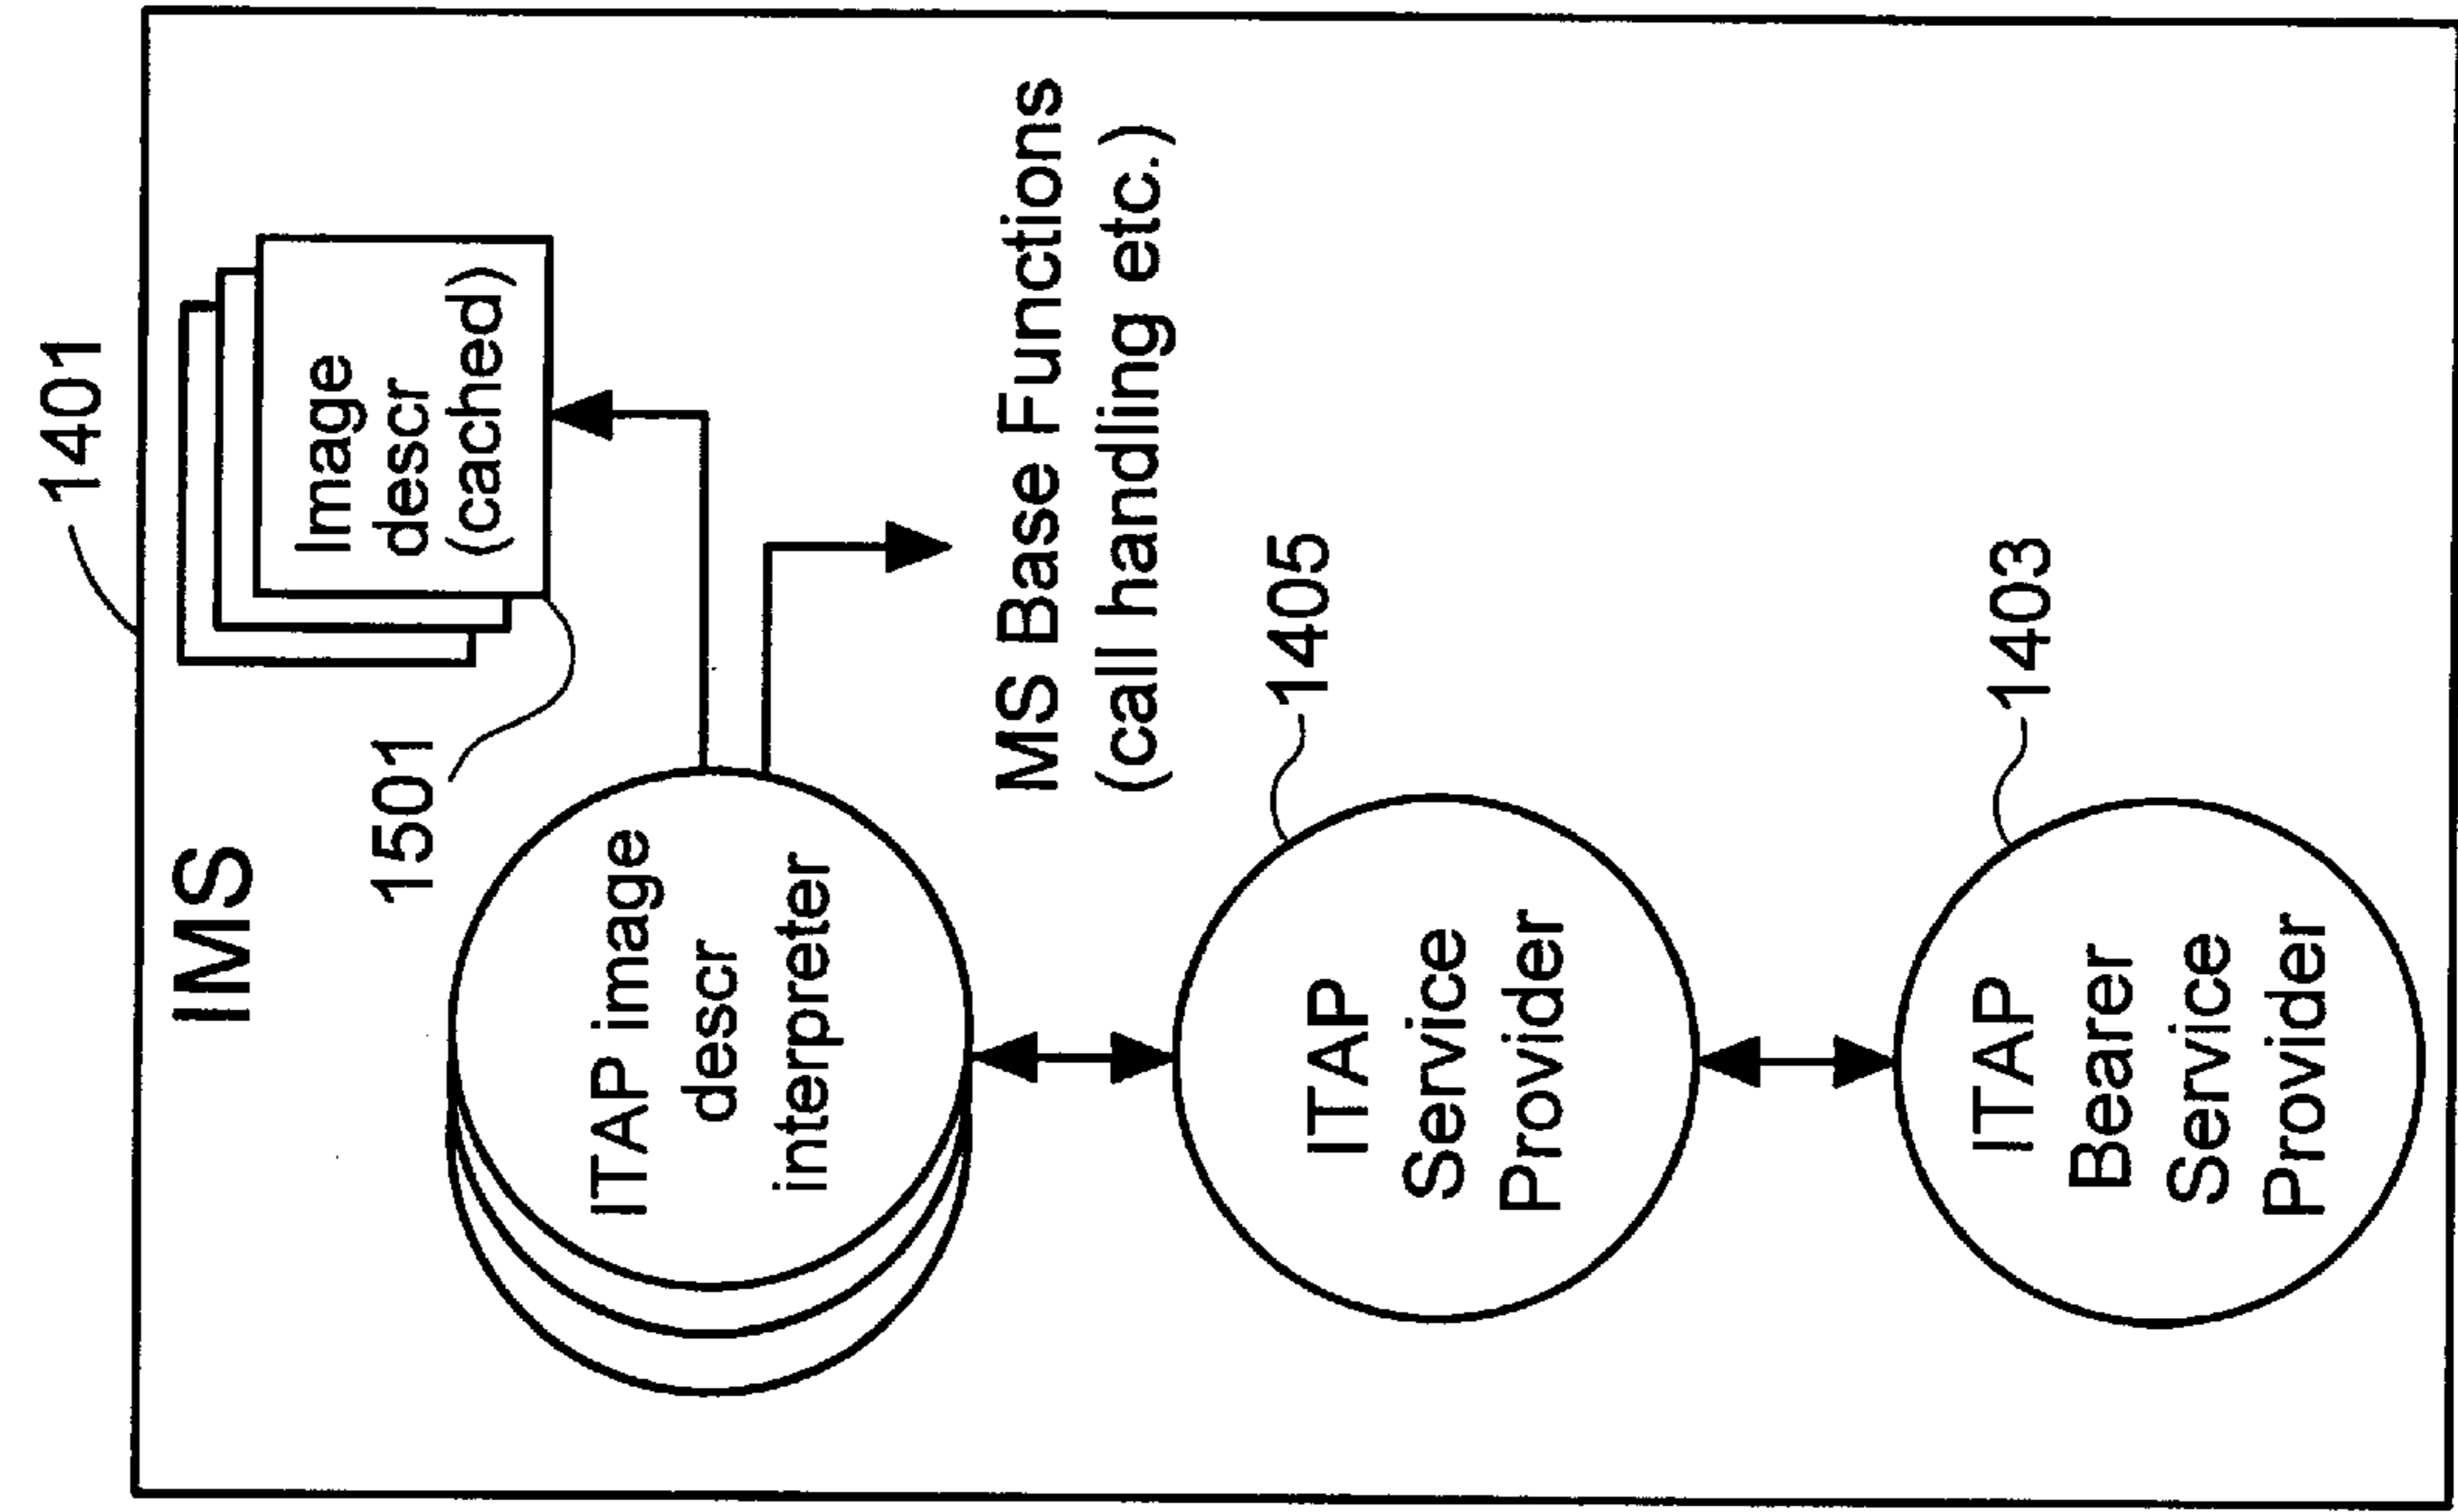 1401
IMS
Image
descr
(cached)
1501
ITAP image
descr
interpreter
MS Base Functions
(call handling etc.)
1405
ITAP
Service
Provider
1403
ITAP
Bearer
Service
Provider